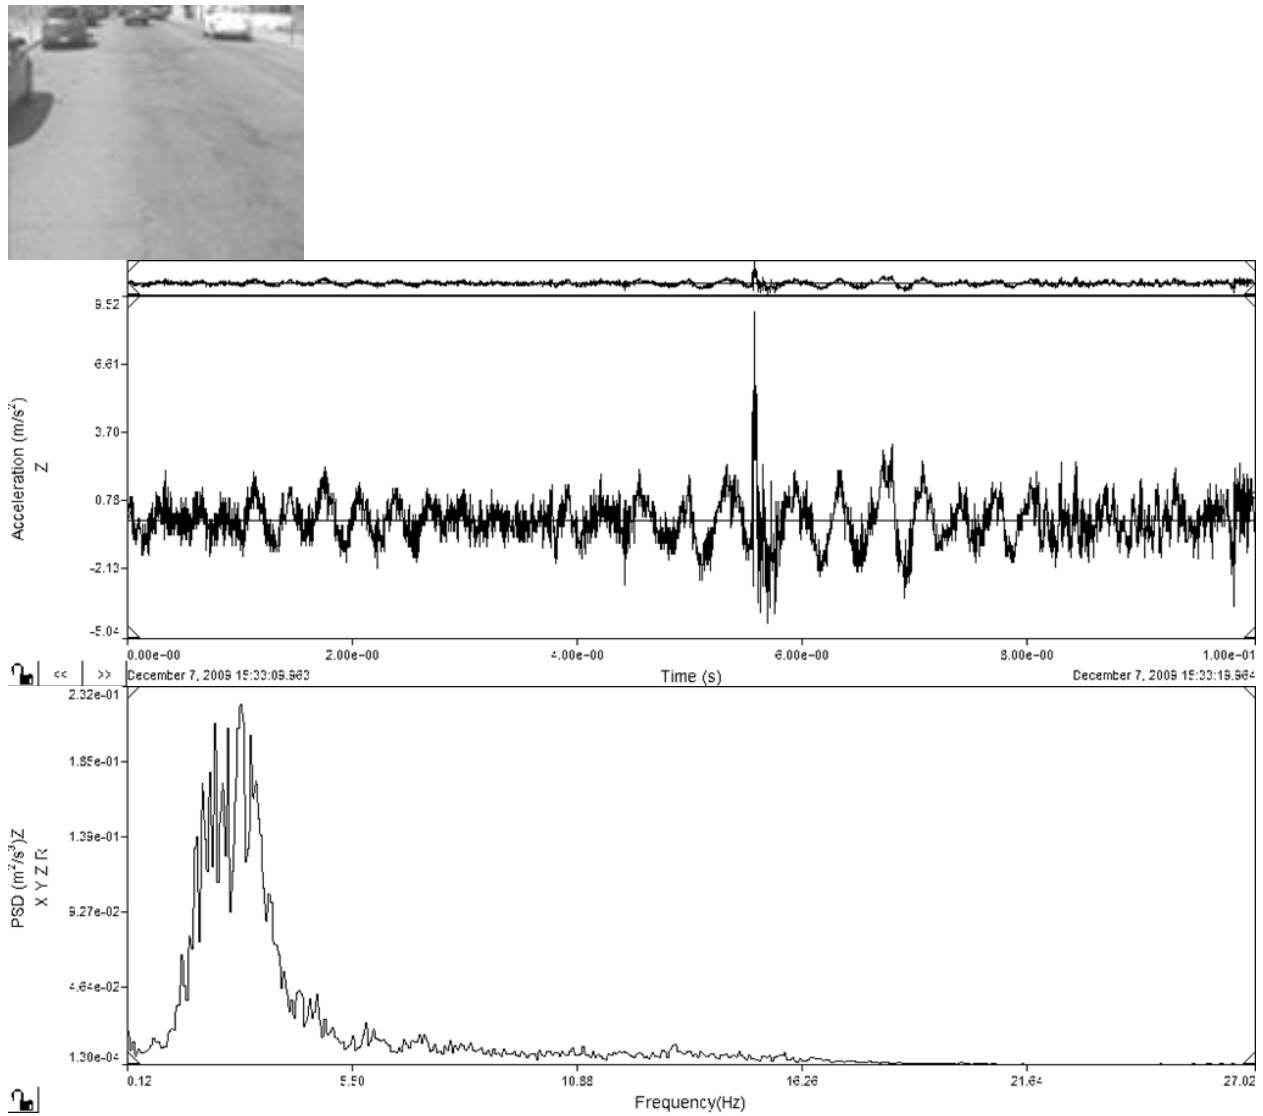 9.52
6.61
3.70
0.78
-2.13
-5.04
Acceleration (m/s²)
Z
0.00e-00 2.00e-00 4.00e-00 6.00e-00 8.00e-00 1.00e-01
<< >> December 7, 2009 15:33:09.963 Time (s) December 7, 2009 15:33:19.964
2.32e-01
1.85e-01
1.39e-01
9.27e-02
4.64e-02
1.30e-04
PSD (m²/s³)Z
X Y Z R
0.12 5.50 10.88 16.26 21.64 27.02
Frequency(Hz)